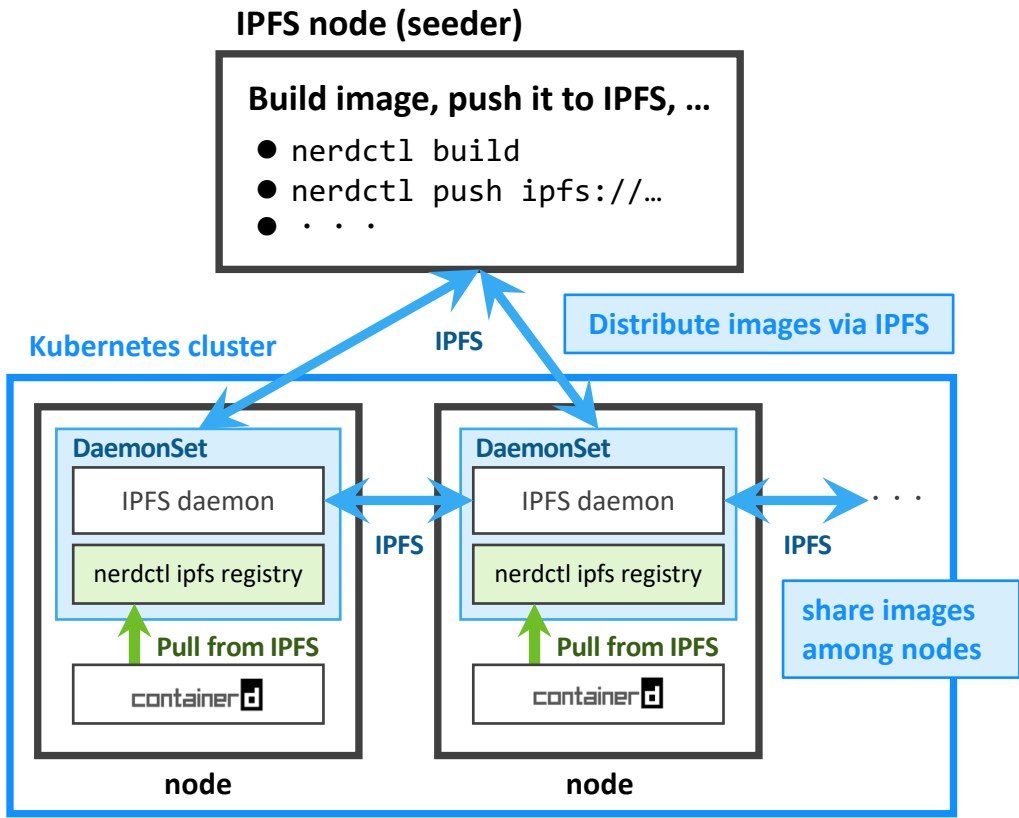 IPFS node (seeder)
Build image, push it to IPFS, …
● nerdctl build
● nerdctl push ipfs://…
● · · ·
IPFS
Distribute images via IPFS
Kubernetes cluster
DaemonSet
IPFS daemon
nerdctl ipfs registry
Pull from IPFS
containerd
node
IPFS
DaemonSet
IPFS daemon
nerdctl ipfs registry
Pull from IPFS
containerd
node
· · ·
IPFS
share images
among nodes